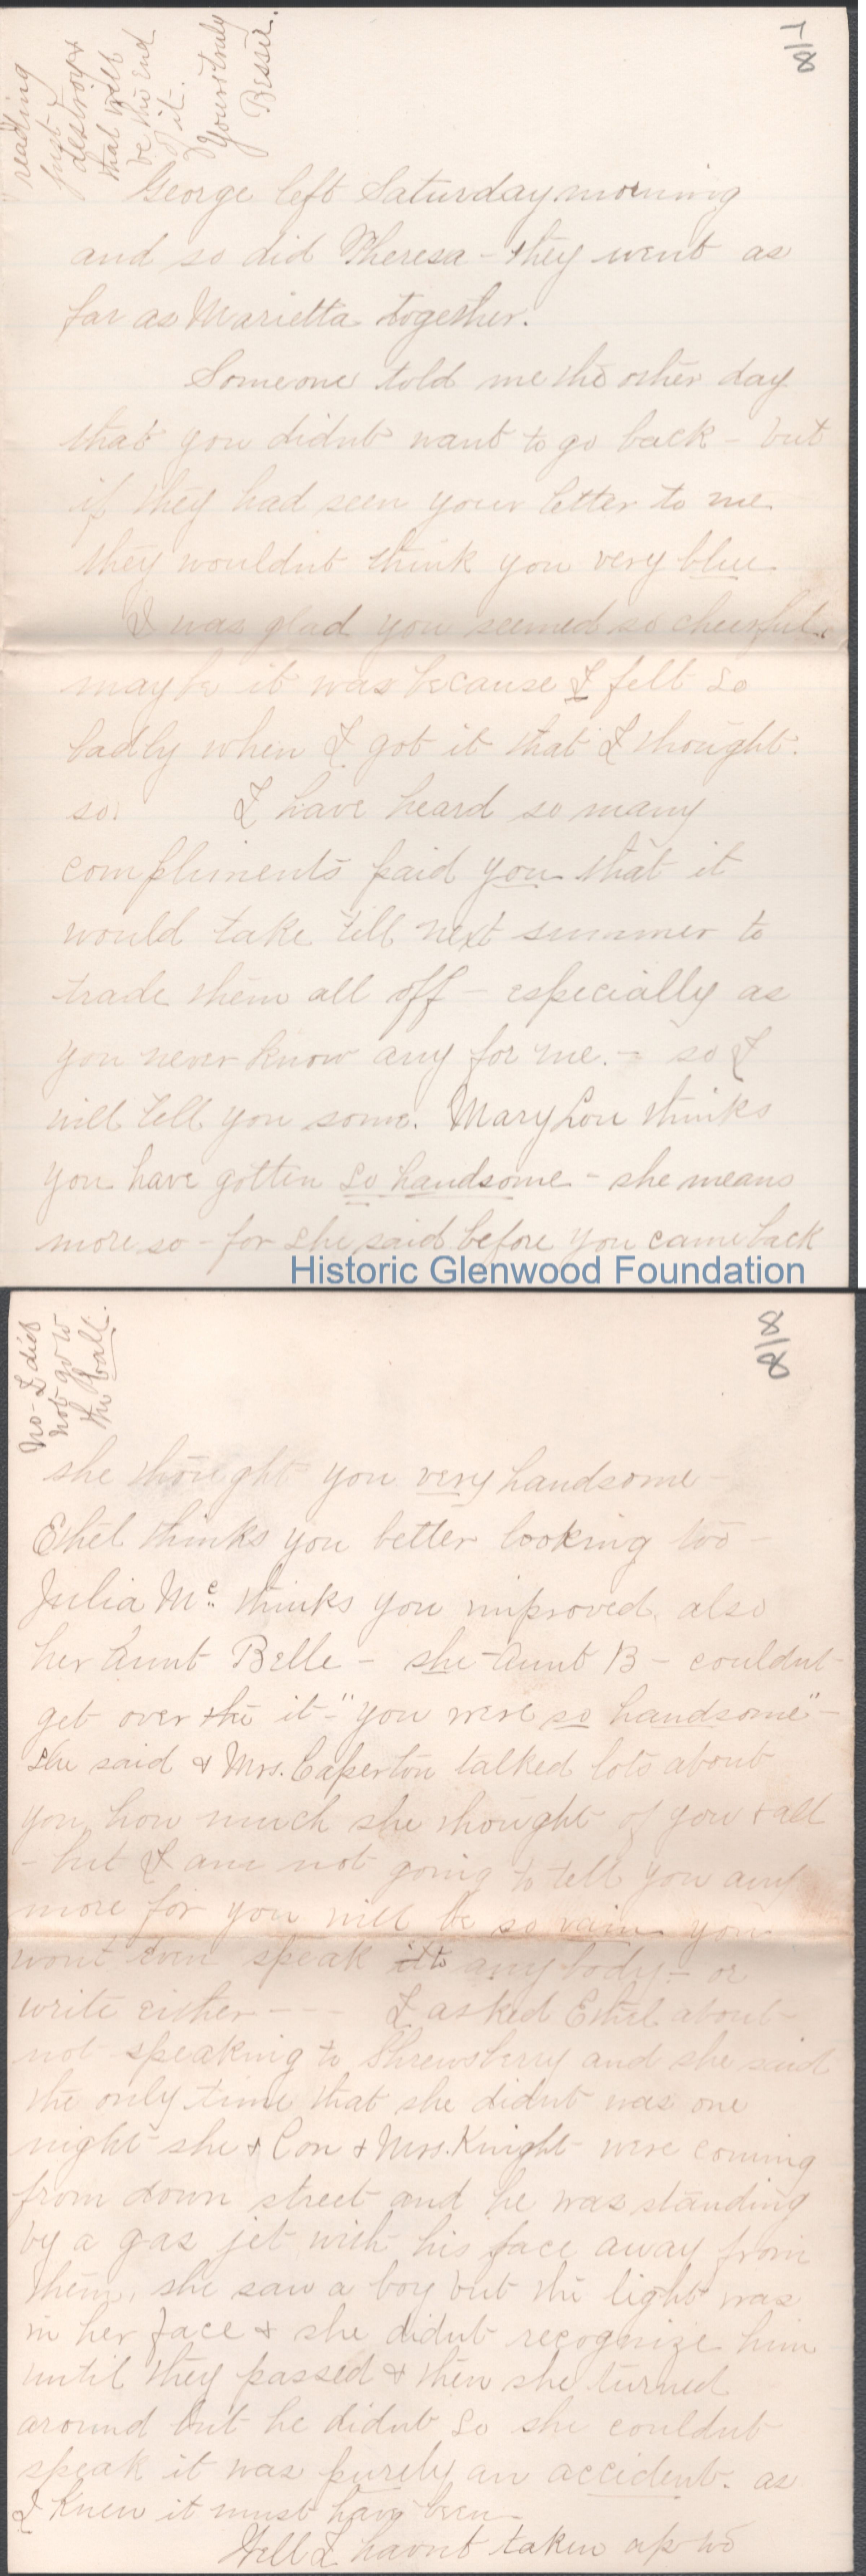 reading
just
destroy &
that will
be the end
of it.
Yours truly
Bessie.
7/8
George left Saturday morning
and so did Theresa - they went as
far as Marietta together.
Someone told me the other day
that you didnt want to go back - but
if they had seen your letter to me
they wouldnt think you very blue
I was glad you seemed so cheerful.
maybe it was because I felt so
badly when I got it that I thought
so. I have heard so many
compliments paid you that it
would take till next summer to
trade them all off - especially as
you never know any for me. - so I
will tell you some. Mary Lou thinks
you have gotten so handsome - she means
more so - for she said before you came back
Historic Glenwood Foundation
No - I did
not go to
the ball.
8/8
she thought you very handsome -
Ethel thinks you better looking too -
Julia Mc thinks you improved also
her Aunt Belle - she - Aunt B - couldnt
get over the it - "you were so handsome" -
she said & Mrs. Caperton talked lots about
you, how much she thought of you & all
- but I am not going to tell you any
more for you will be so vain you
wont even speak to anybody - or
write either - - - I asked Ethel about
not speaking to Shrewsberry and she said
the only time that she didnt was one
night she & Con & Mrs. Knight were coming
from down street and he was standing
by a gas jet with his face away from
them, she saw a boy but the light was
in her face & she didnt recognize him
until they passed & then she turned
around but he didnt so she couldnt
speak it was purely an accident. as
I knew it must have been
Well I havnt taken up two